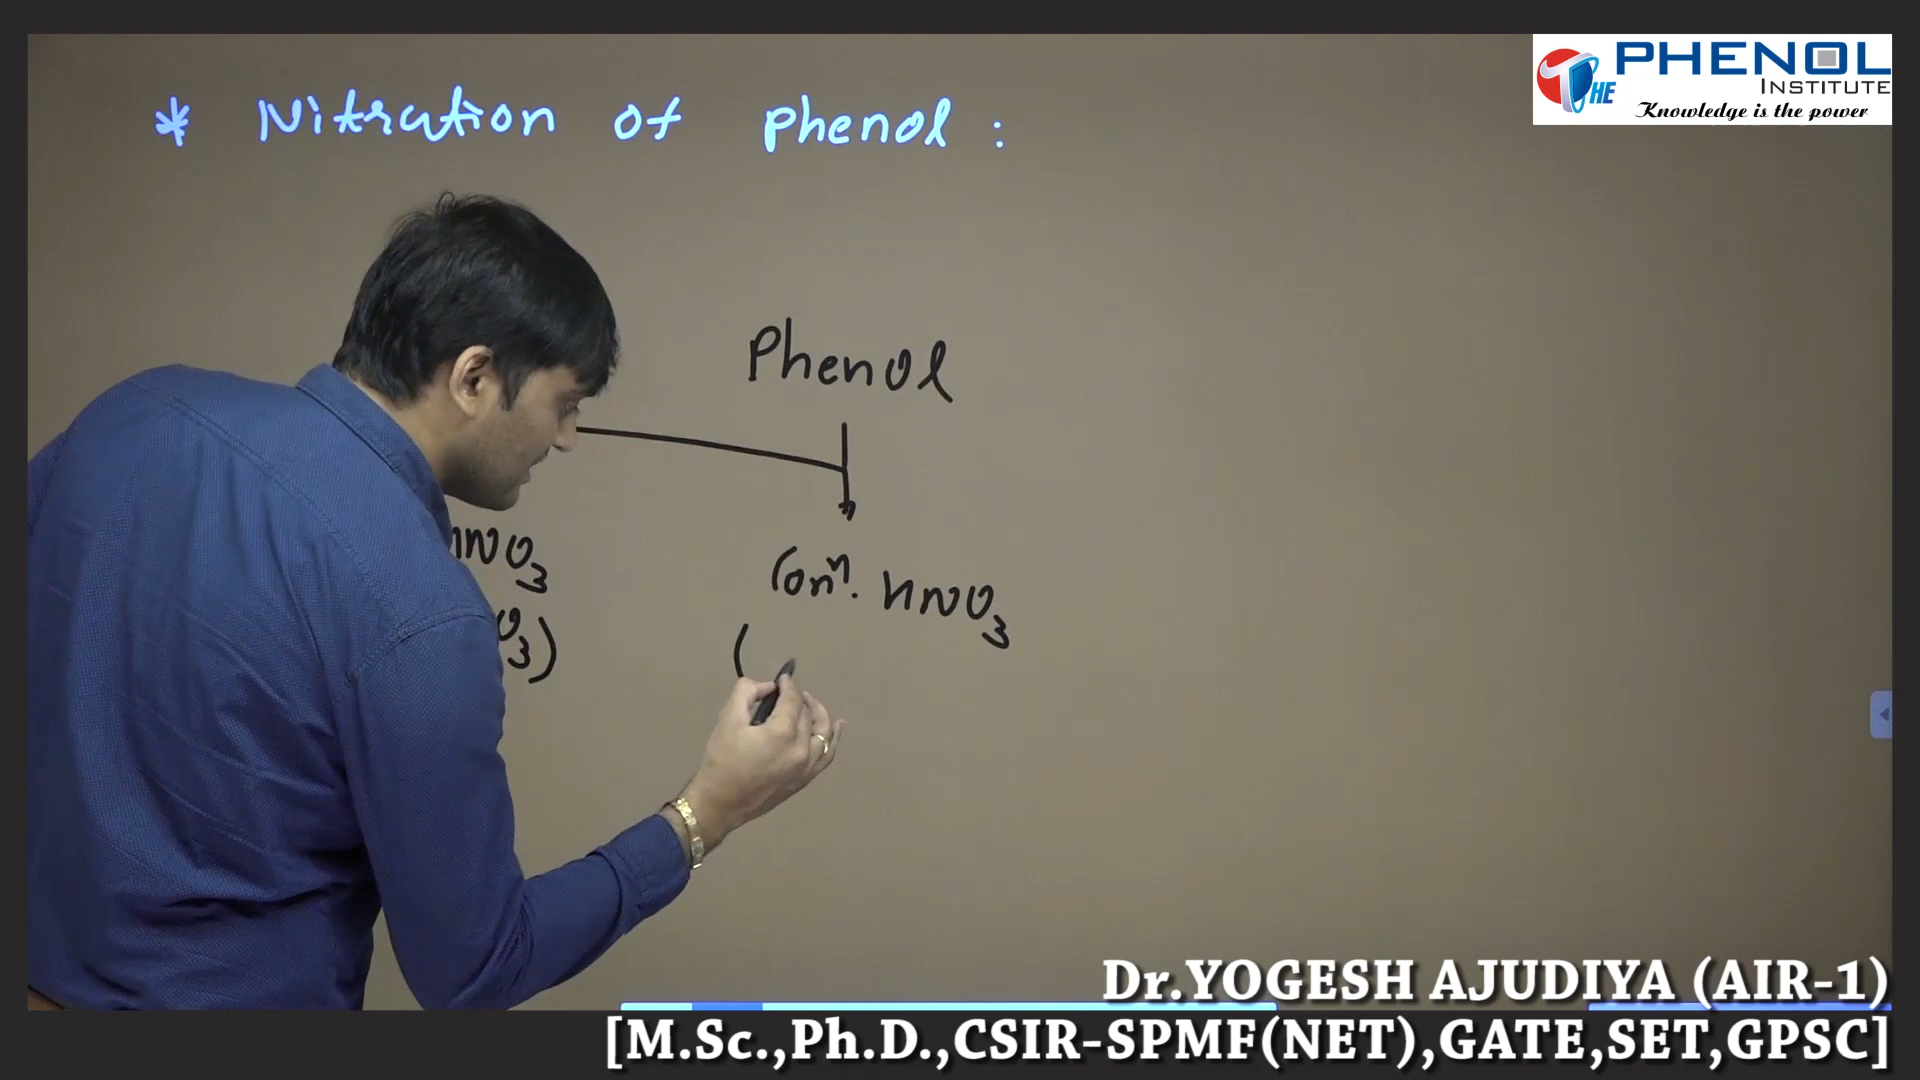 PHENOL
THE
INSTITUTE
Knowledge is the power
* Nitration of phenol :
Phenol
HNO3
O3)
Conn. HNO3
(
Dr.YOGESH AJUDIYA (AIR-1)
[M.Sc.,Ph.D.,CSIR-SPMF(NET),GATE,SET,GPSC]